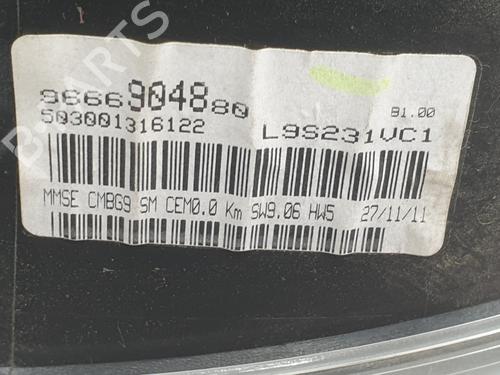 9666904880
B1.00
503001316122
L9S231VC1
MMSE CMBG9 SM CEM0.0 Km SW9.06 HW5 27/11/11